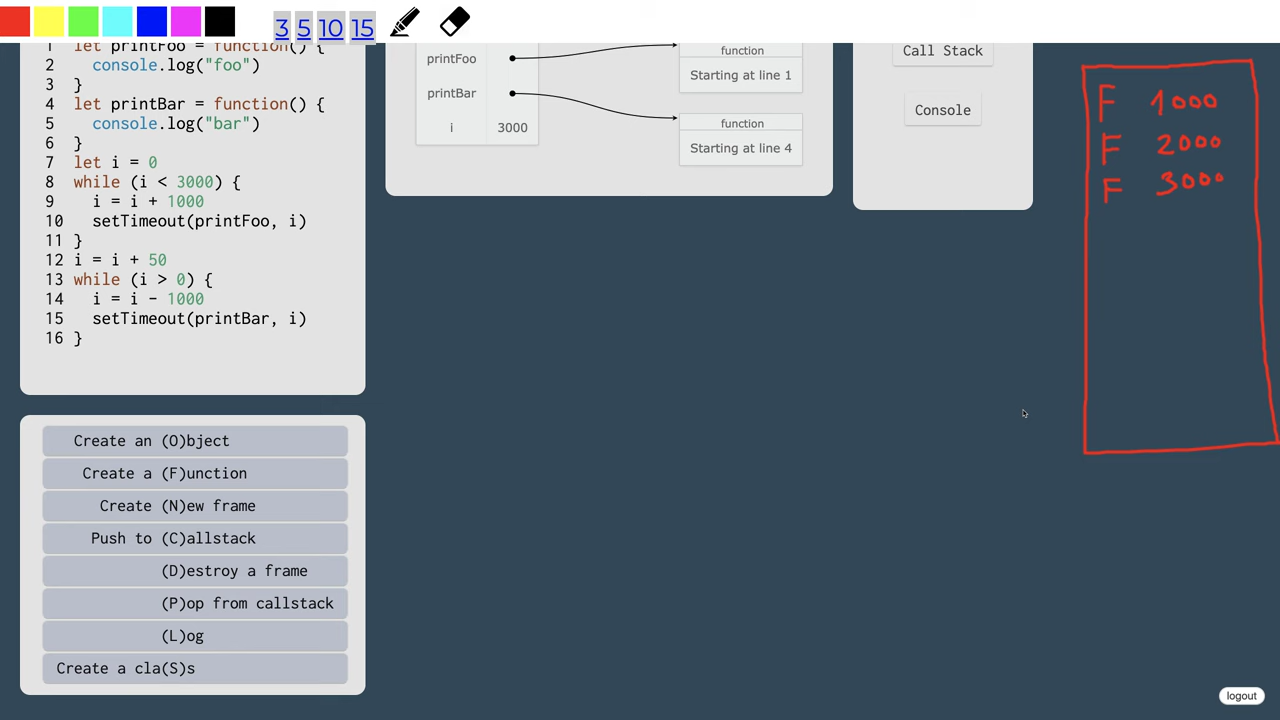 3 5 10 15
1 let printFoo = function() {
2 console.log("foo")
3 }
4 let printBar = function() {
5 console.log("bar")
6 }
7 let i = 0
8 while (i < 3000) {
9 i = i + 1000
10 setTimeout(printFoo, i)
11 }
12 i = i + 50
13 while (i > 0) {
14 i = i - 1000
15 setTimeout(printBar, i)
16 }
printFoo
printBar
i 3000
function
Starting at line 1
function
Starting at line 4
Call Stack
Console
F 1000
F 2000
F 3000
Create an (O)bject
Create a (F)unction
Create (N)ew frame
Push to (C)allstack
(D)estroy a frame
(P)op from callstack
(L)og
Create a cla(S)s
logout